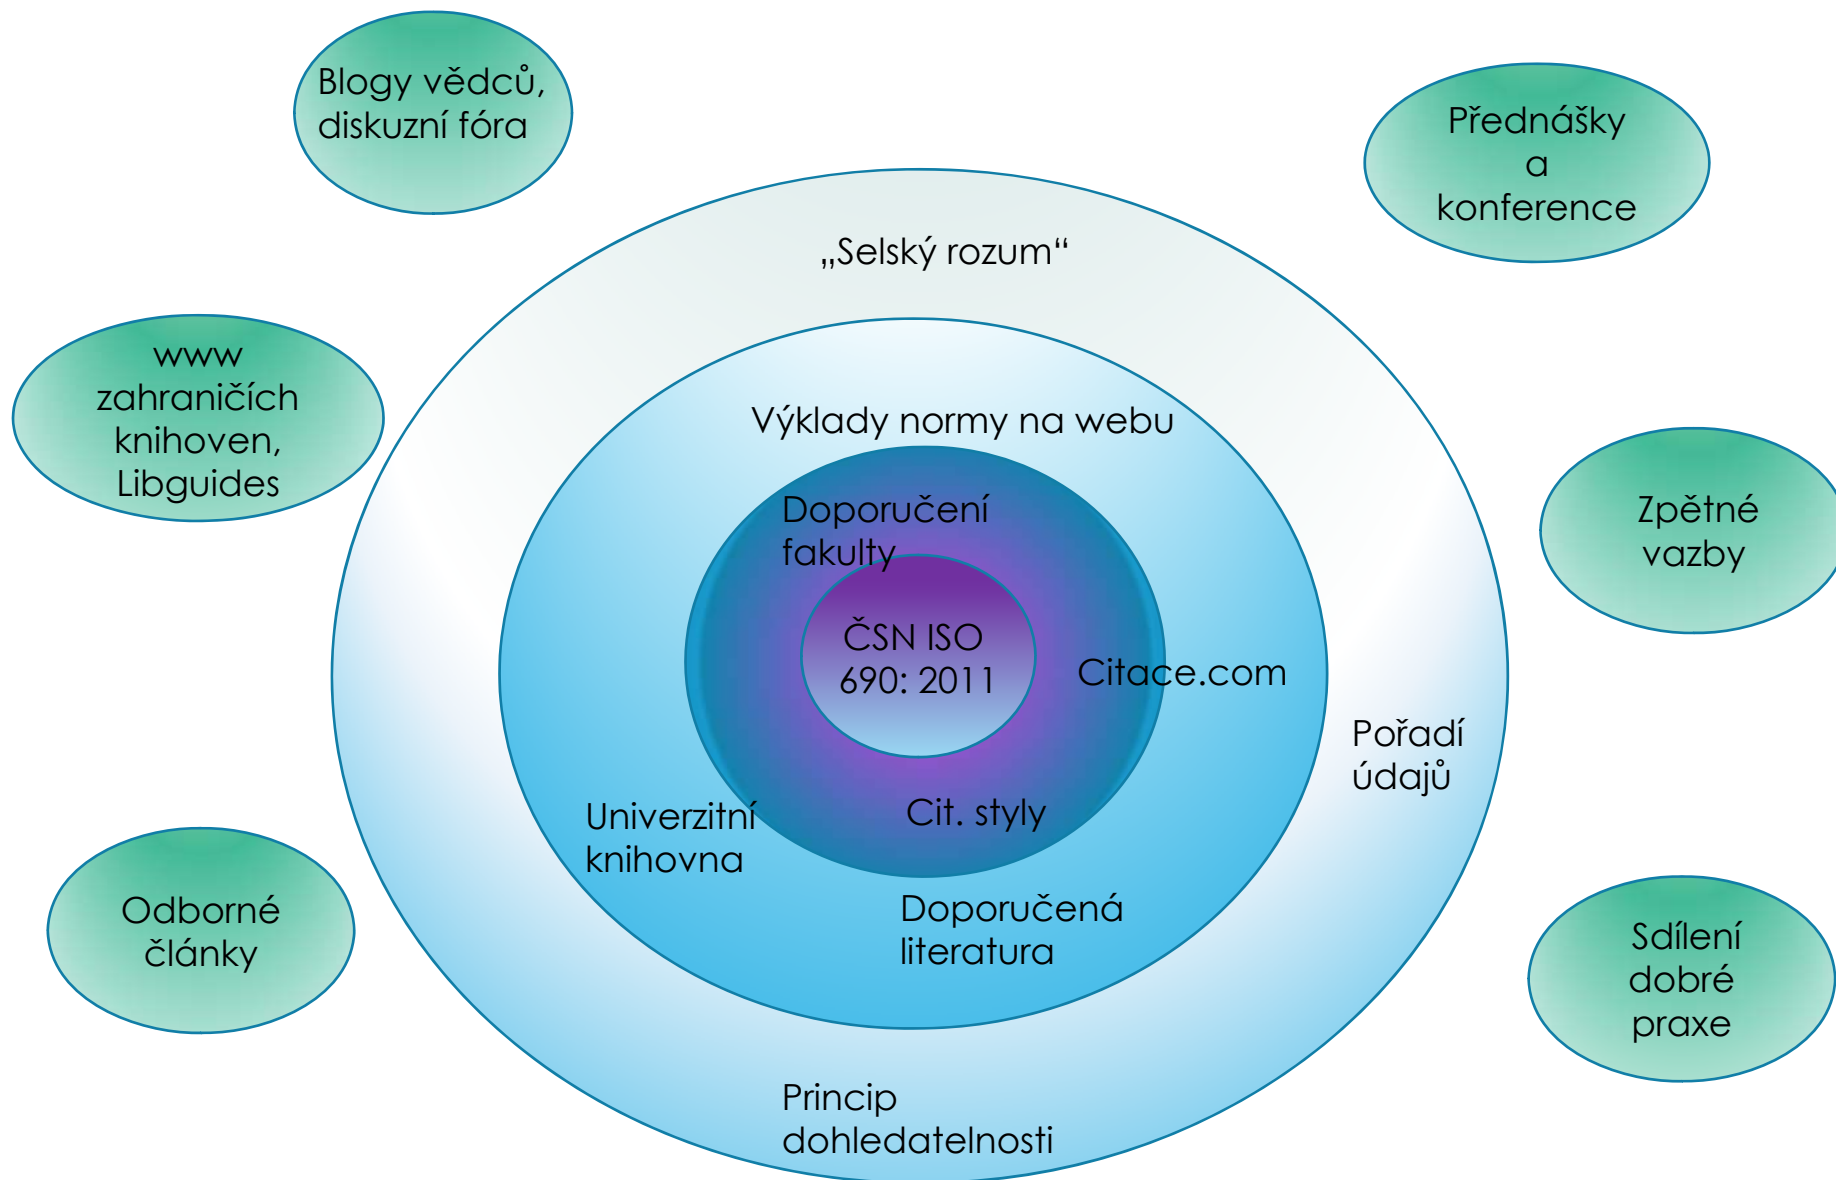 Blogy vědců,
diskuzní fóra
Přednášky
a
konference
„Selský rozum“
www
zahraničích
knihoven,
Libguides
Výklady normy na webu
Doporučení
fakulty
Zpětné
vazby
ČSN ISO
690: 2011
Citace.com
Pořadí
údajů
Univerzitní
knihovna
Cit. styly
Odborné
články
Doporučená
literatura
Sdílení
dobré
praxe
Princip
dohledatelnosti